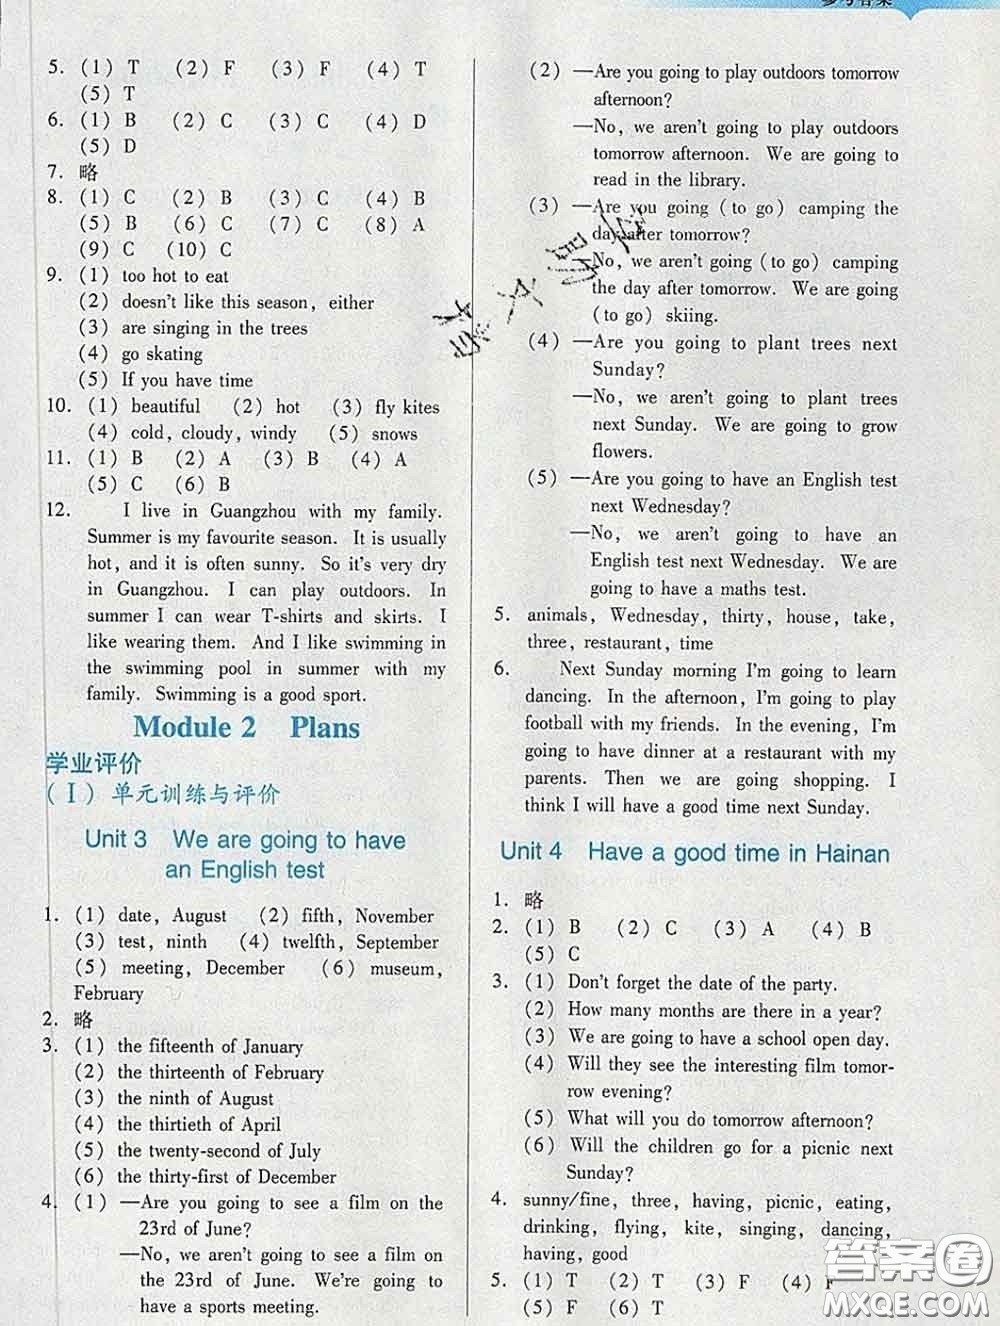 参考答案
5. (1) T (2) F (3) F (4) T
(5) T
6. (1) B (2) C (3) C (4) D
(5) D
7. 略
8. (1) C (2) B (3) C (4) B
(5) B (6) C (7) C (8) A
(9) C (10) C
9. (1) too hot to eat
(2) doesn't like this season, either
(3) are singing in the trees
(4) go skating
(5) If you have time
10. (1) beautiful (2) hot (3) fly kites
(4) cold, cloudy, windy (5) snows
11. (1) B (2) A (3) B (4) A
(5) C (6) B
12. I live in Guangzhou with my family.
Summer is my favourite season. It is usually
hot, and it is often sunny. So it's very dry
in Guangzhou. I can play outdoors. In
summer I can wear T-shirts and skirts. I
like wearing them. And I like swimming in
the swimming pool in summer with my
family. Swimming is a good sport.
Module 2 Plans
学业评价
(Ⅰ) 单元训练与评价
Unit 3 We are going to have
an English test
1. (1) date, August (2) fifth, November
(3) test, ninth (4) twelfth, September
(5) meeting, December (6) museum,
February
2. 略
3. (1) the fifteenth of January
(2) the thirteenth of February
(3) the ninth of August
(4) the thirtieth of April
(5) the twenty-second of July
(6) the thirty-first of December
4. (1) —Are you going to see a film on the
23rd of June?
—No, we aren't going to see a film on
the 23rd of June. We're going to
have a sports meeting.
(2) —Are you going to play outdoors tomorrow
afternoon?
—No, we aren't going to play outdoors
tomorrow afternoon. We are going to
read in the library.
(3) —Are you going (to go) camping the
day after tomorrow?
—No, we aren't going (to go) camping
the day after tomorrow. We are going
(to go) skiing.
(4) —Are you going to plant trees next
Sunday?
—No, we aren't going to plant trees
next Sunday. We are going to grow
flowers.
(5) —Are you going to have an English test
next Wednesday?
—No, we aren't going to have an
English test next Wednesday. We are
going to have a maths test.
5. animals, Wednesday, thirty, house, take,
three, restaurant, time
6. Next Sunday morning I'm going to learn
dancing. In the afternoon, I'm going to play
football with my friends. In the evening, I'm
going to have dinner at a restaurant with my
parents. Then we are going shopping. I
think I will have a good time next Sunday.
Unit 4 Have a good time in Hainan
1. 略
2. (1) B (2) C (3) A (4) B
(5) C
3. (1) Don't forget the date of the party.
(2) How many months are there in a year?
(3) We are going to have a school open day.
(4) Will they see the interesting film tomor-
row evening?
(5) What will you do tomorrow afternoon?
(6) Will the children go for a picnic next
Sunday?
4. sunny/fine, three, having, picnic, eating,
drinking, flying, kite, singing, dancing,
having, good
5. (1) T (2) T (3) F (4) F
(5) F (6) T
答案圈
MXQE.COM